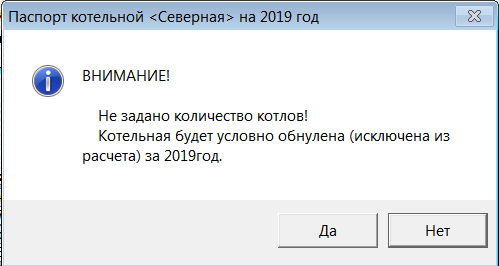 Паспорт котельной <Северная> на 2019 год
ВНИМАНИЕ!
Не задано количество котлов!
Котельная будет условно обнулена (исключена из
расчета) за 2019год.
Да
Нет